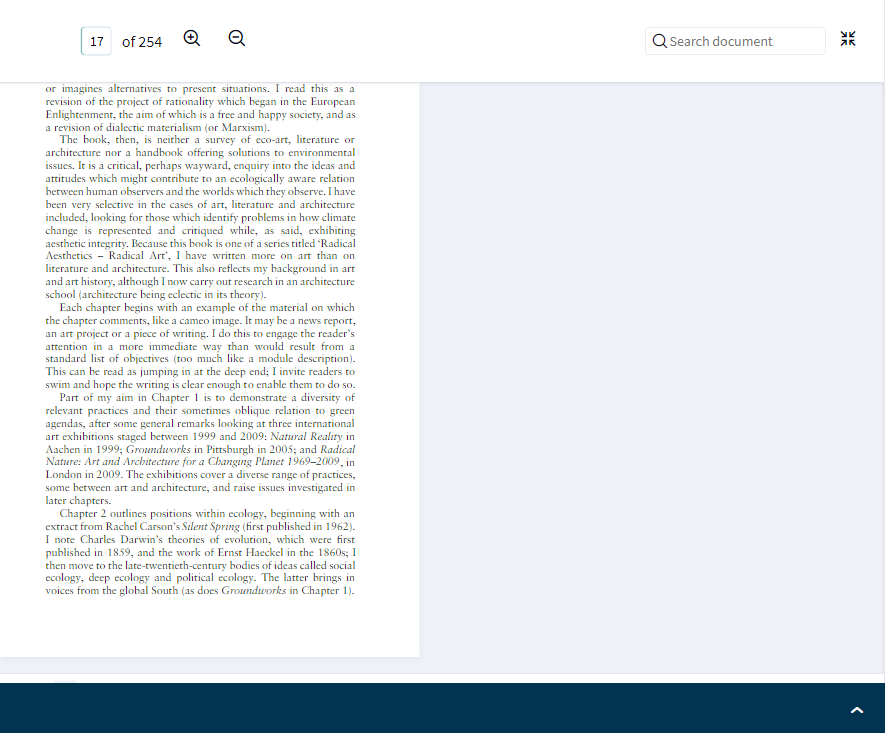 17 of 254 Search document
or imagines alternatives to present situations. I read this as a
revision of the project of rationality which began in the European
Enlightenment, the aim of which is a free and happy society, and as
a revision of dialectic materialism (or Marxism).
The book, then, is neither a survey of eco-art, literature or
architecture nor a handbook offering solutions to environmental
issues. It is a critical, perhaps wayward, enquiry into the ideas and
attitudes which might contribute to an ecologically aware relation
between human observers and the worlds which they observe. I have
been very selective in the cases of art, literature and architecture
included, looking for those which identify problems in how climate
change is represented and critiqued while, as said, exhibiting
aesthetic integrity. Because this book is one of a series titled ‘Radical
Aesthetics – Radical Art’, I have written more on art than on
literature and architecture. This also reflects my background in art
and art history, although I now carry out research in an architecture
school (architecture being eclectic in its theory).
Each chapter begins with an example of the material on which
the chapter comments, like a cameo image. It may be a news report,
an art project or a piece of writing. I do this to engage the reader’s
attention in a more immediate way than would result from a
standard list of objectives (too much like a module description).
This can be read as jumping in at the deep end; I invite readers to
swim and hope the writing is clear enough to enable them to do so.
Part of my aim in Chapter 1 is to demonstrate a diversity of
relevant practices and their sometimes oblique relation to green
agendas, after some general remarks looking at three international
art exhibitions staged between 1999 and 2009: Natural Reality in
Aachen in 1999; Groundworks in Pittsburgh in 2005; and Radical
Nature: Art and Architecture for a Changing Planet 1969–2009, in
London in 2009. The exhibitions cover a diverse range of practices,
some between art and architecture, and raise issues investigated in
later chapters.
Chapter 2 outlines positions within ecology, beginning with an
extract from Rachel Carson’s Silent Spring (first published in 1962).
I note Charles Darwin’s theories of evolution, which were first
published in 1859, and the work of Ernst Haeckel in the 1860s; I
then move to the late-twentieth-century bodies of ideas called social
ecology, deep ecology and political ecology. The latter brings in
voices from the global South (as does Groundworks in Chapter 1).